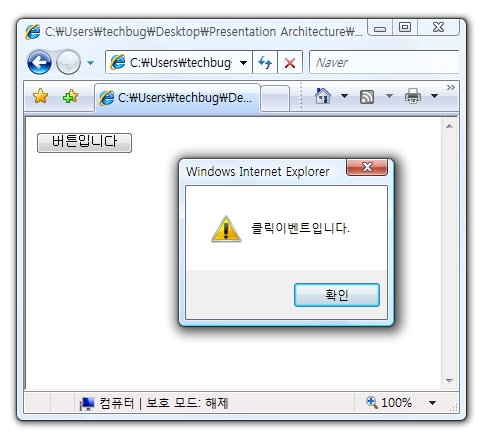 C:₩Users₩techbug₩Desktop₩Presentation Architecture₩...
C:₩Users₩techbug₩ Naver
C:₩Users₩techbug₩De...
버튼입니다
Windows Internet Explorer
클릭이벤트입니다.
확인
컴퓨터 | 보호 모드: 해제 100%